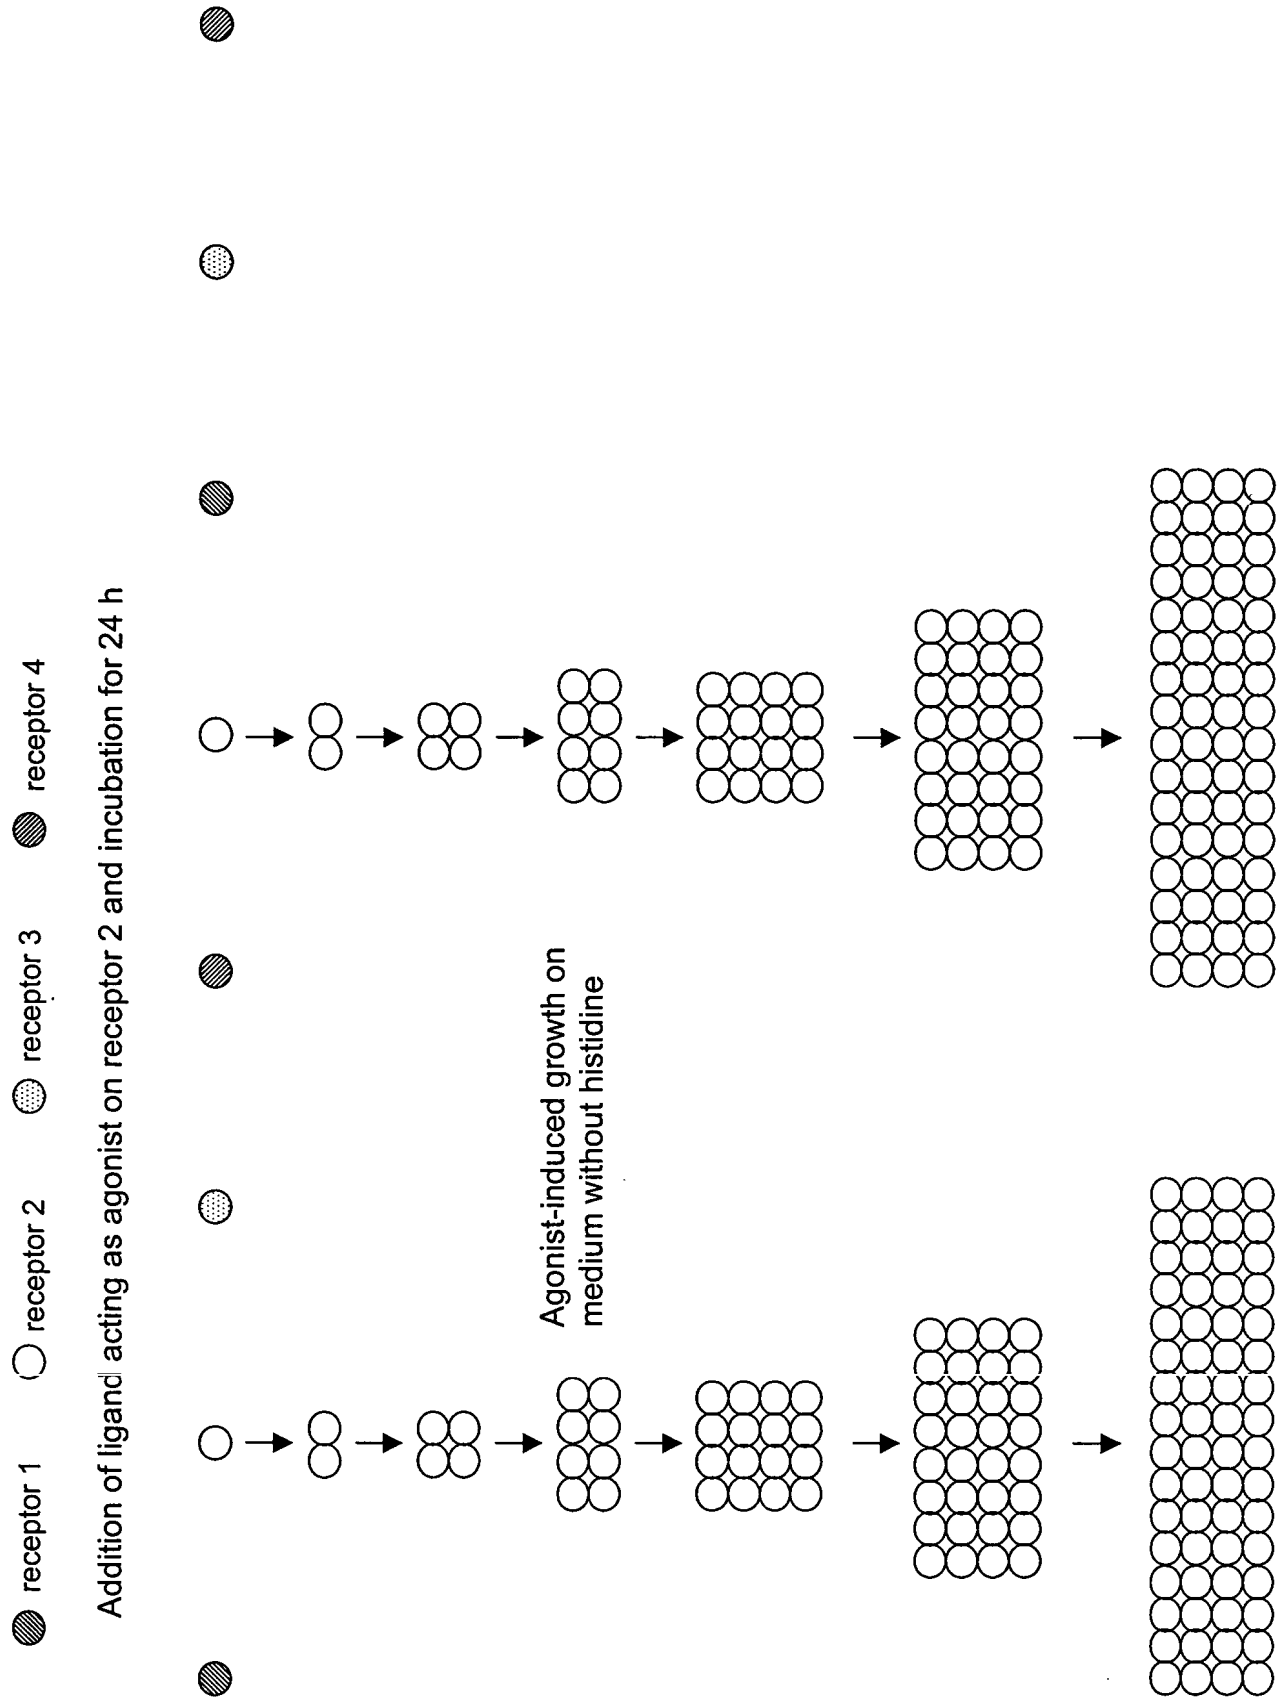 receptor 1 receptor 2 receptor 3 receptor 4
Addition of ligand acting as agonist on receptor 2 and incubation for 24 h
Agonist-induced growth on
medium without histidine